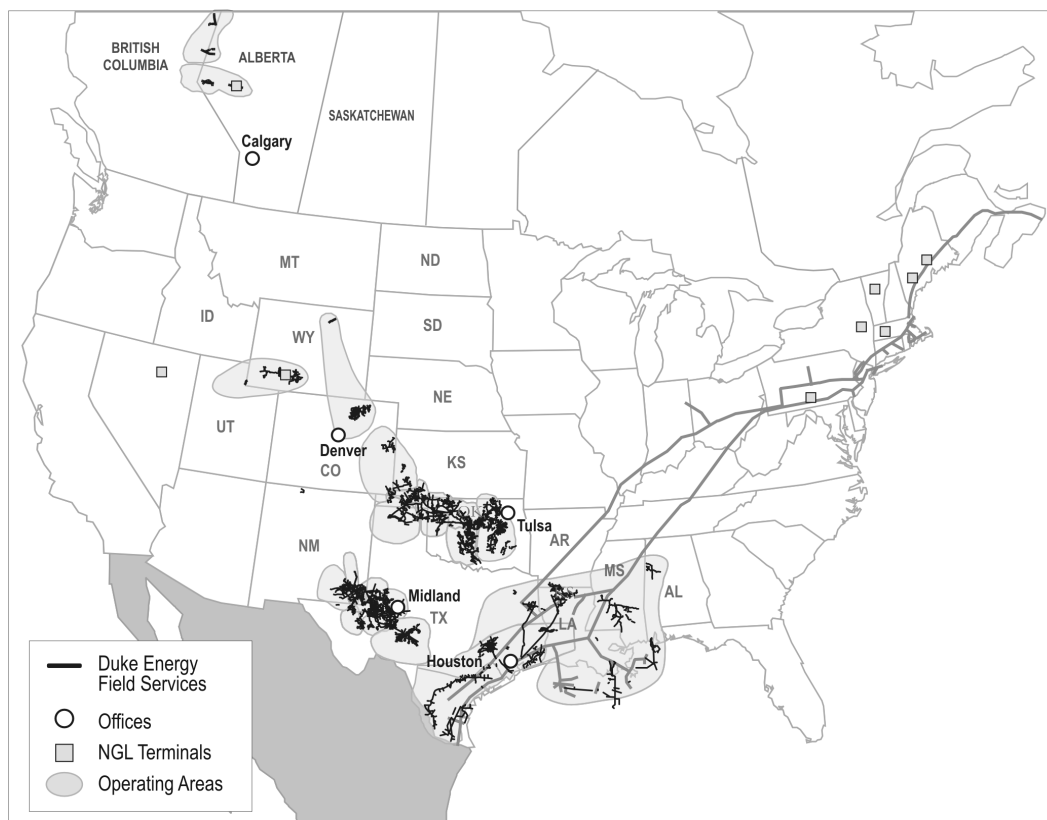 BRITISH
COLUMBIA
ALBERTA
SASKATCHEWAN
Calgary
MT
ND
ID
WY
SD
NE
UT
Denver
CO
KS
OK
Tulsa
NM
AR
Midland
TX
MS
AL
LA
Houston
Duke Energy
Field Services
Offices
NGL Terminals
Operating Areas